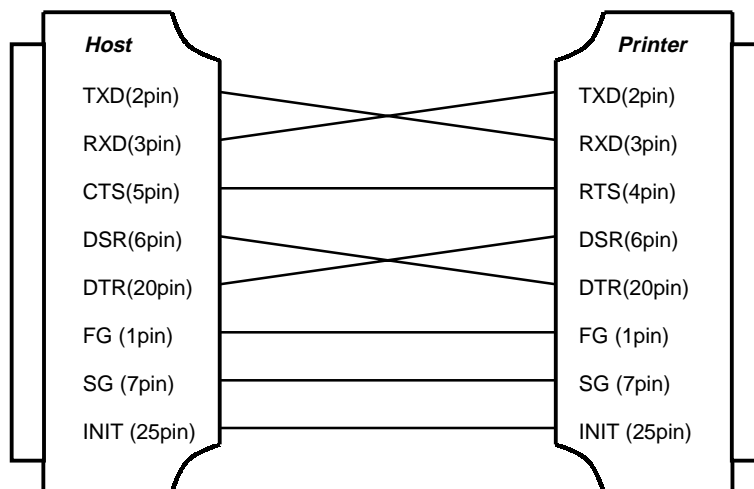 Host
TXD(2pin)
RXD(3pin)
CTS(5pin)
DSR(6pin)
DTR(20pin)
FG (1pin)
SG (7pin)
INIT (25pin)
Printer
TXD(2pin)
RXD(3pin)
RTS(4pin)
DSR(6pin)
DTR(20pin)
FG (1pin)
SG (7pin)
INIT (25pin)